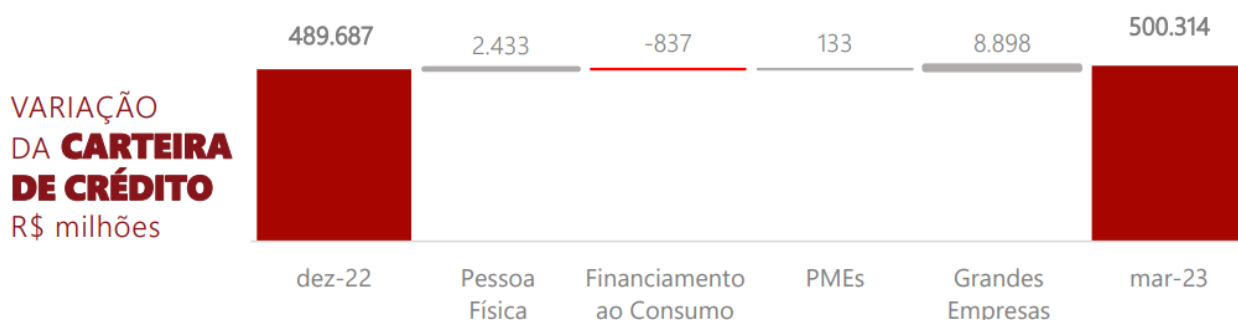 VARIAÇÃO
DA CARTEIRA
DE CRÉDITO
R$ milhões
489.687
2.433
-837
133
8.898
500.314
dez-22
Pessoa
Física
Financiamento
ao Consumo
PMEs
Grandes
Empresas
mar-23